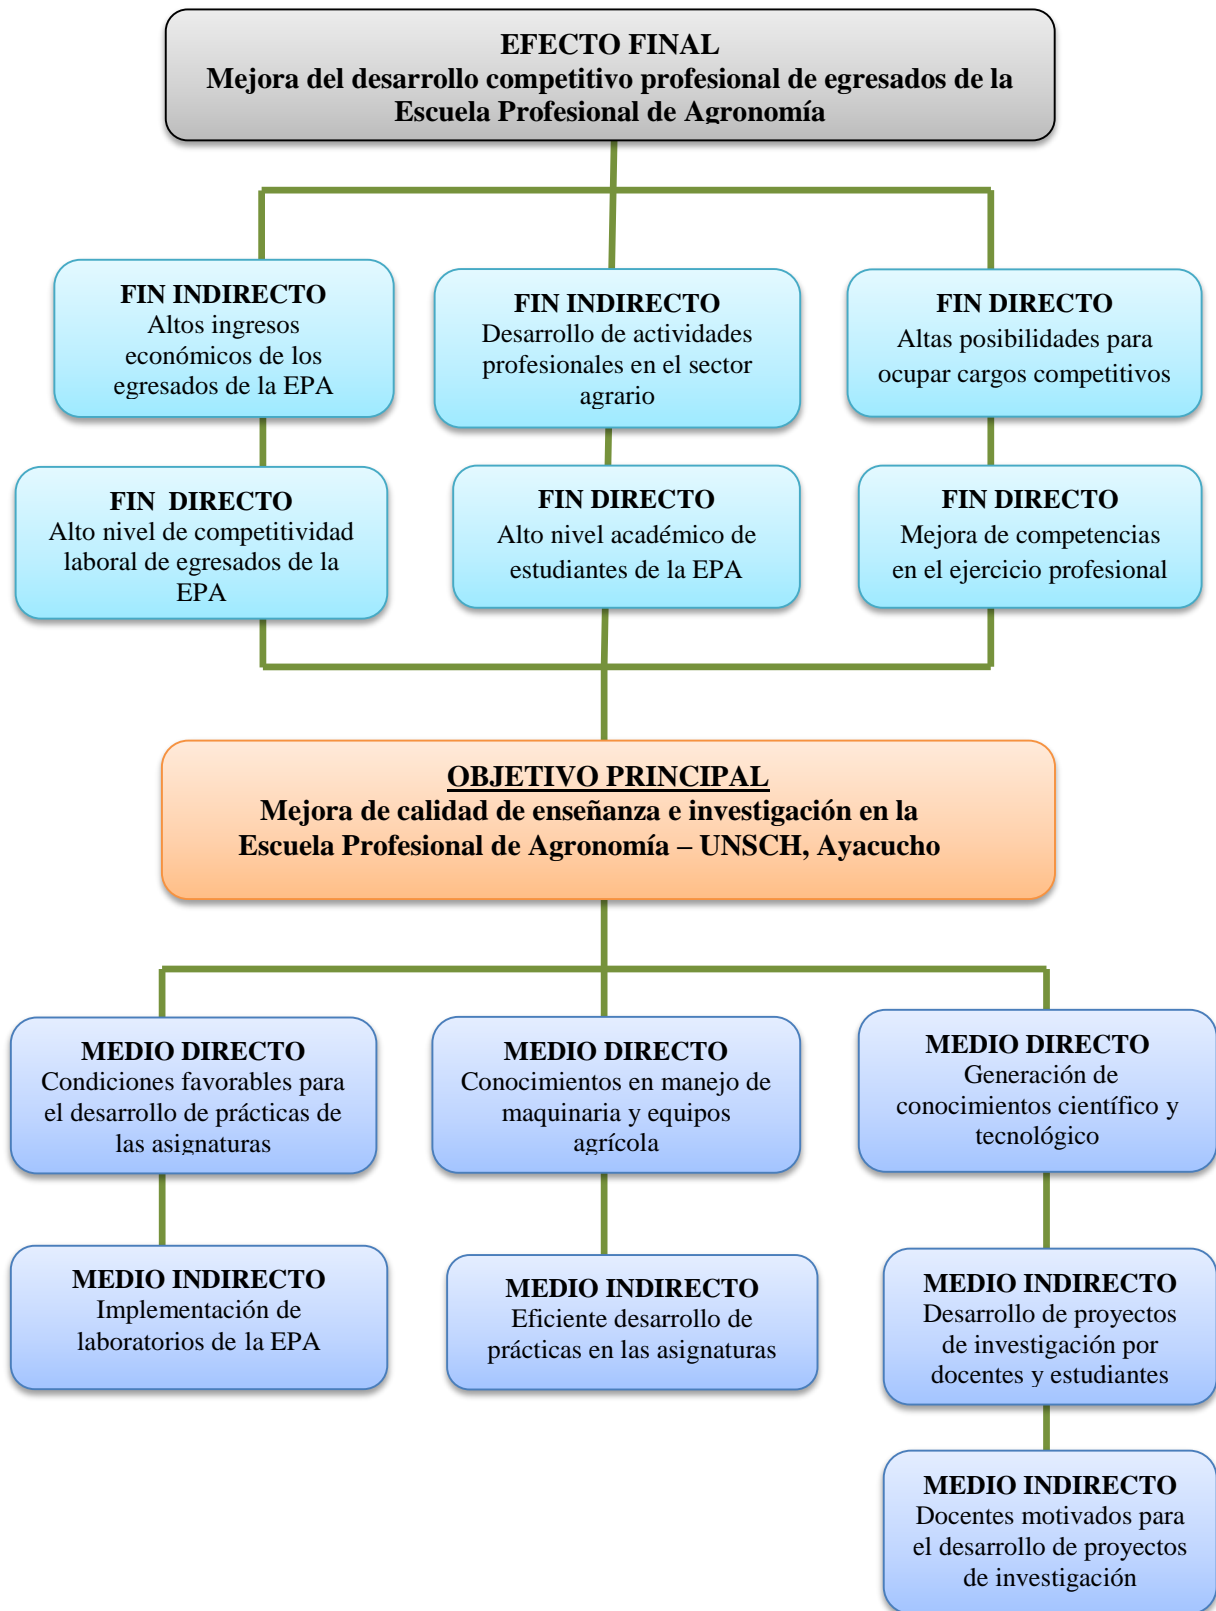 EFECTO FINAL
Mejora del desarrollo competitivo profesional de egresados de la
Escuela Profesional de Agronomía
FIN INDIRECTO
Altos ingresos
económicos de los
egresados de la EPA
FIN INDIRECTO
Desarrollo de actividades
profesionales en el sector
agrario
FIN DIRECTO
Altas posibilidades para
ocupar cargos competitivos
FIN  DIRECTO
Alto nivel de competitividad
laboral de egresados de la
EPA
FIN DIRECTO
Alto nivel académico de
estudiantes de la EPA
FIN DIRECTO
Mejora de competencias
en el ejercicio profesional
OBJETIVO PRINCIPAL
Mejora de calidad de enseñanza e investigación en la
Escuela Profesional de Agronomía – UNSCH, Ayacucho
MEDIO DIRECTO
Condiciones favorables para
el desarrollo de prácticas de
las asignaturas
MEDIO DIRECTO
Conocimientos en manejo de
maquinaria y equipos
agrícola
MEDIO DIRECTO
Generación de
conocimientos científico y
tecnológico
MEDIO INDIRECTO
Implementación de
laboratorios de la EPA
MEDIO INDIRECTO
Eficiente desarrollo de
prácticas en las asignaturas
MEDIO INDIRECTO
Desarrollo de proyectos
de investigación por
docentes y estudiantes
MEDIO INDIRECTO
Docentes motivados para
el desarrollo de proyectos
de investigación